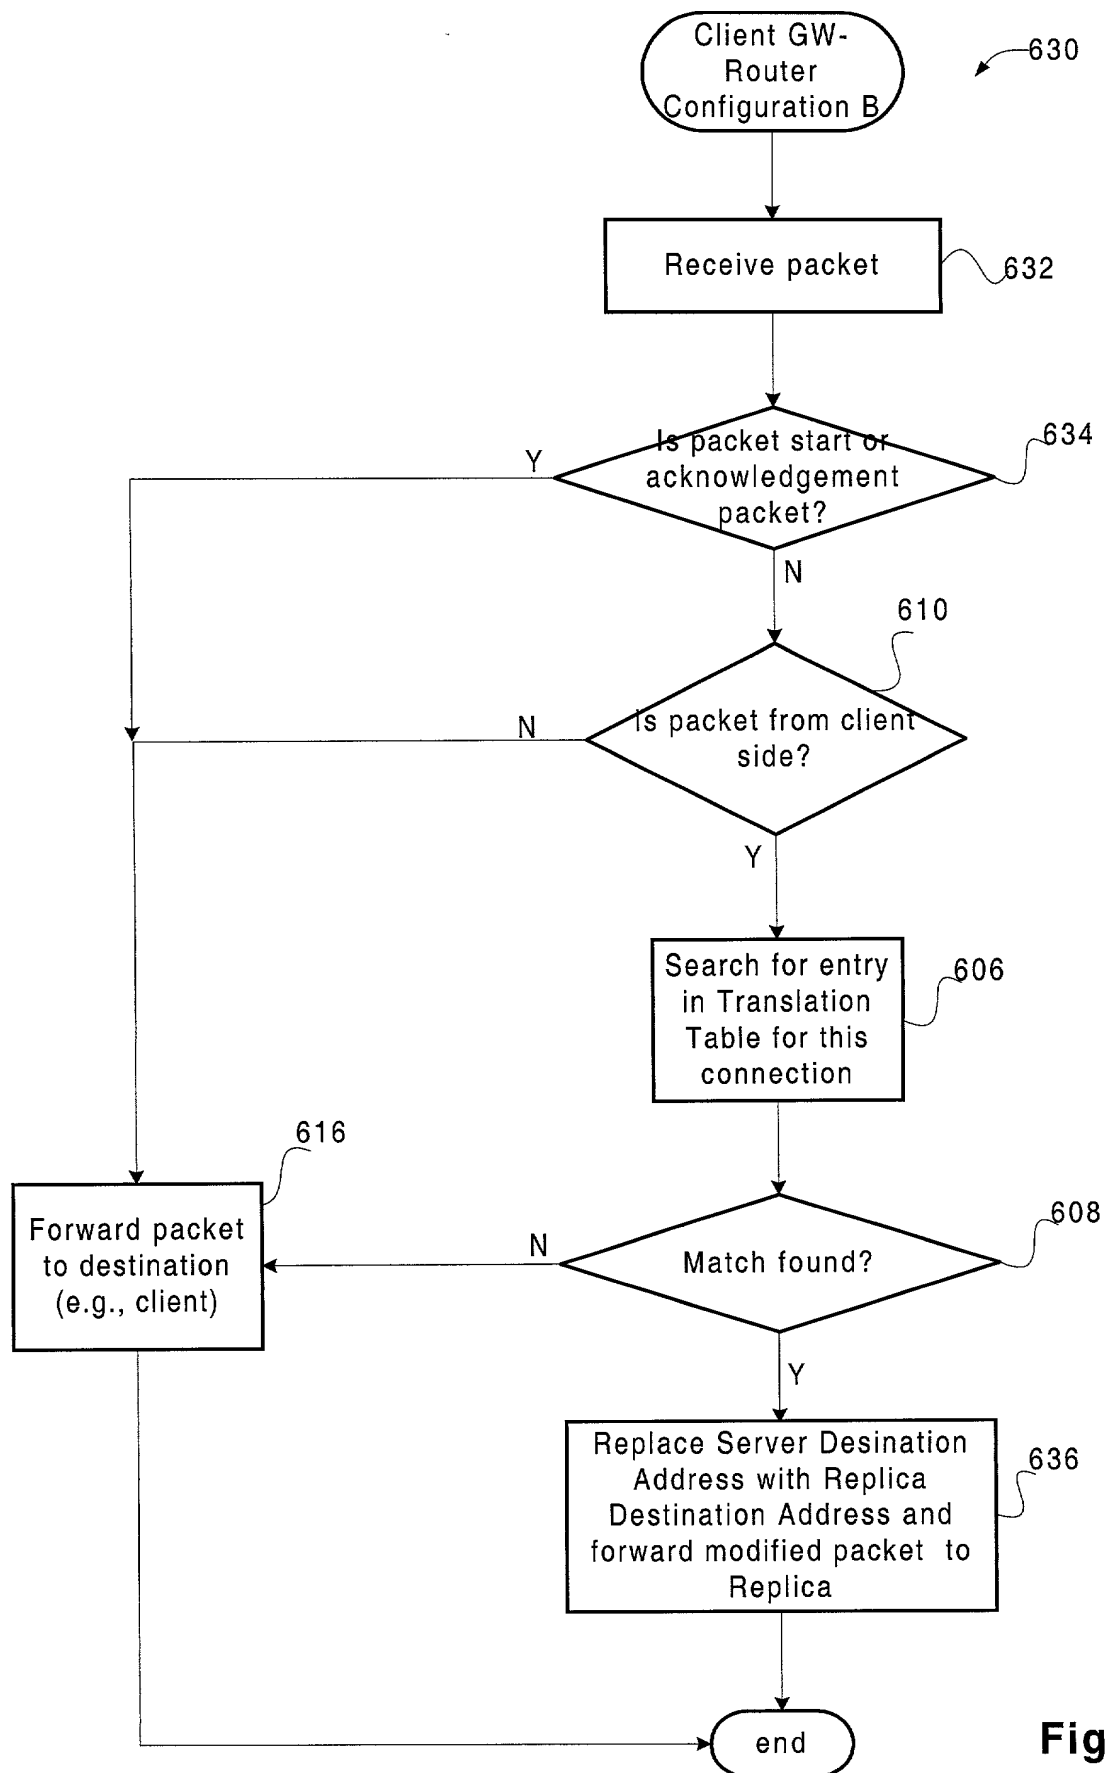 Client GW-
Router
Configuration B
630
Receive packet
632
Is packet start or
acknowledgement
packet?
634
Y
N
610
Is packet from client
side?
N
Y
Search for entry
in Translation
Table for this
connection
606
616
Forward packet
to destination
(e.g., client)
Match found?
608
N
Y
Replace Server Desination
Address with Replica
Destination Address and
forward modified packet to
Replica
636
end
Fig